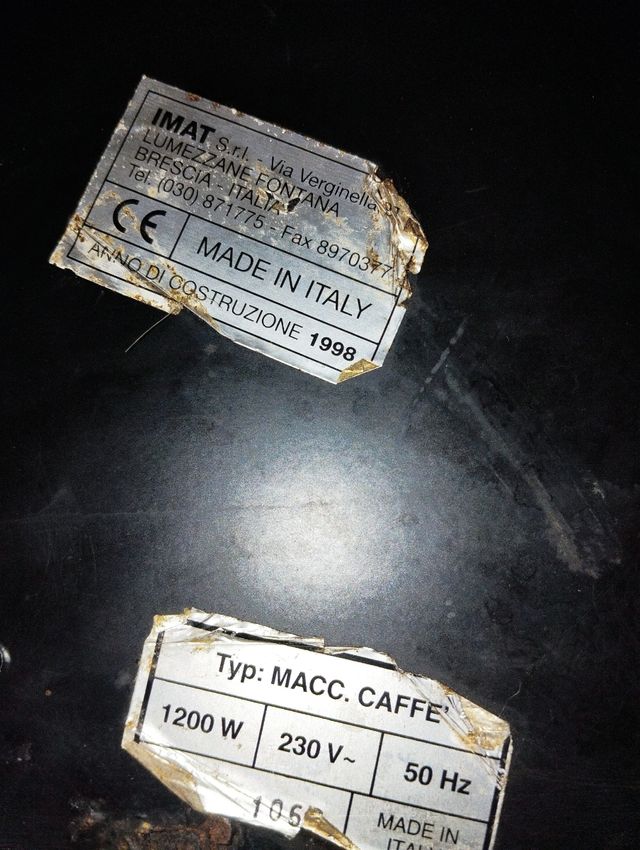 IMAT S.r.l. - Via Verginella,
LUMEZZANE FONTANA
BRESCIA - ITALIA
Tel. (030) 871775 - Fax 8970377
CE MADE IN ITALY
ANNO DI COSTRUZIONE 1998
Typ: MACC. CAFFE'
1200 W 230 V~ 50 Hz
MADE IN